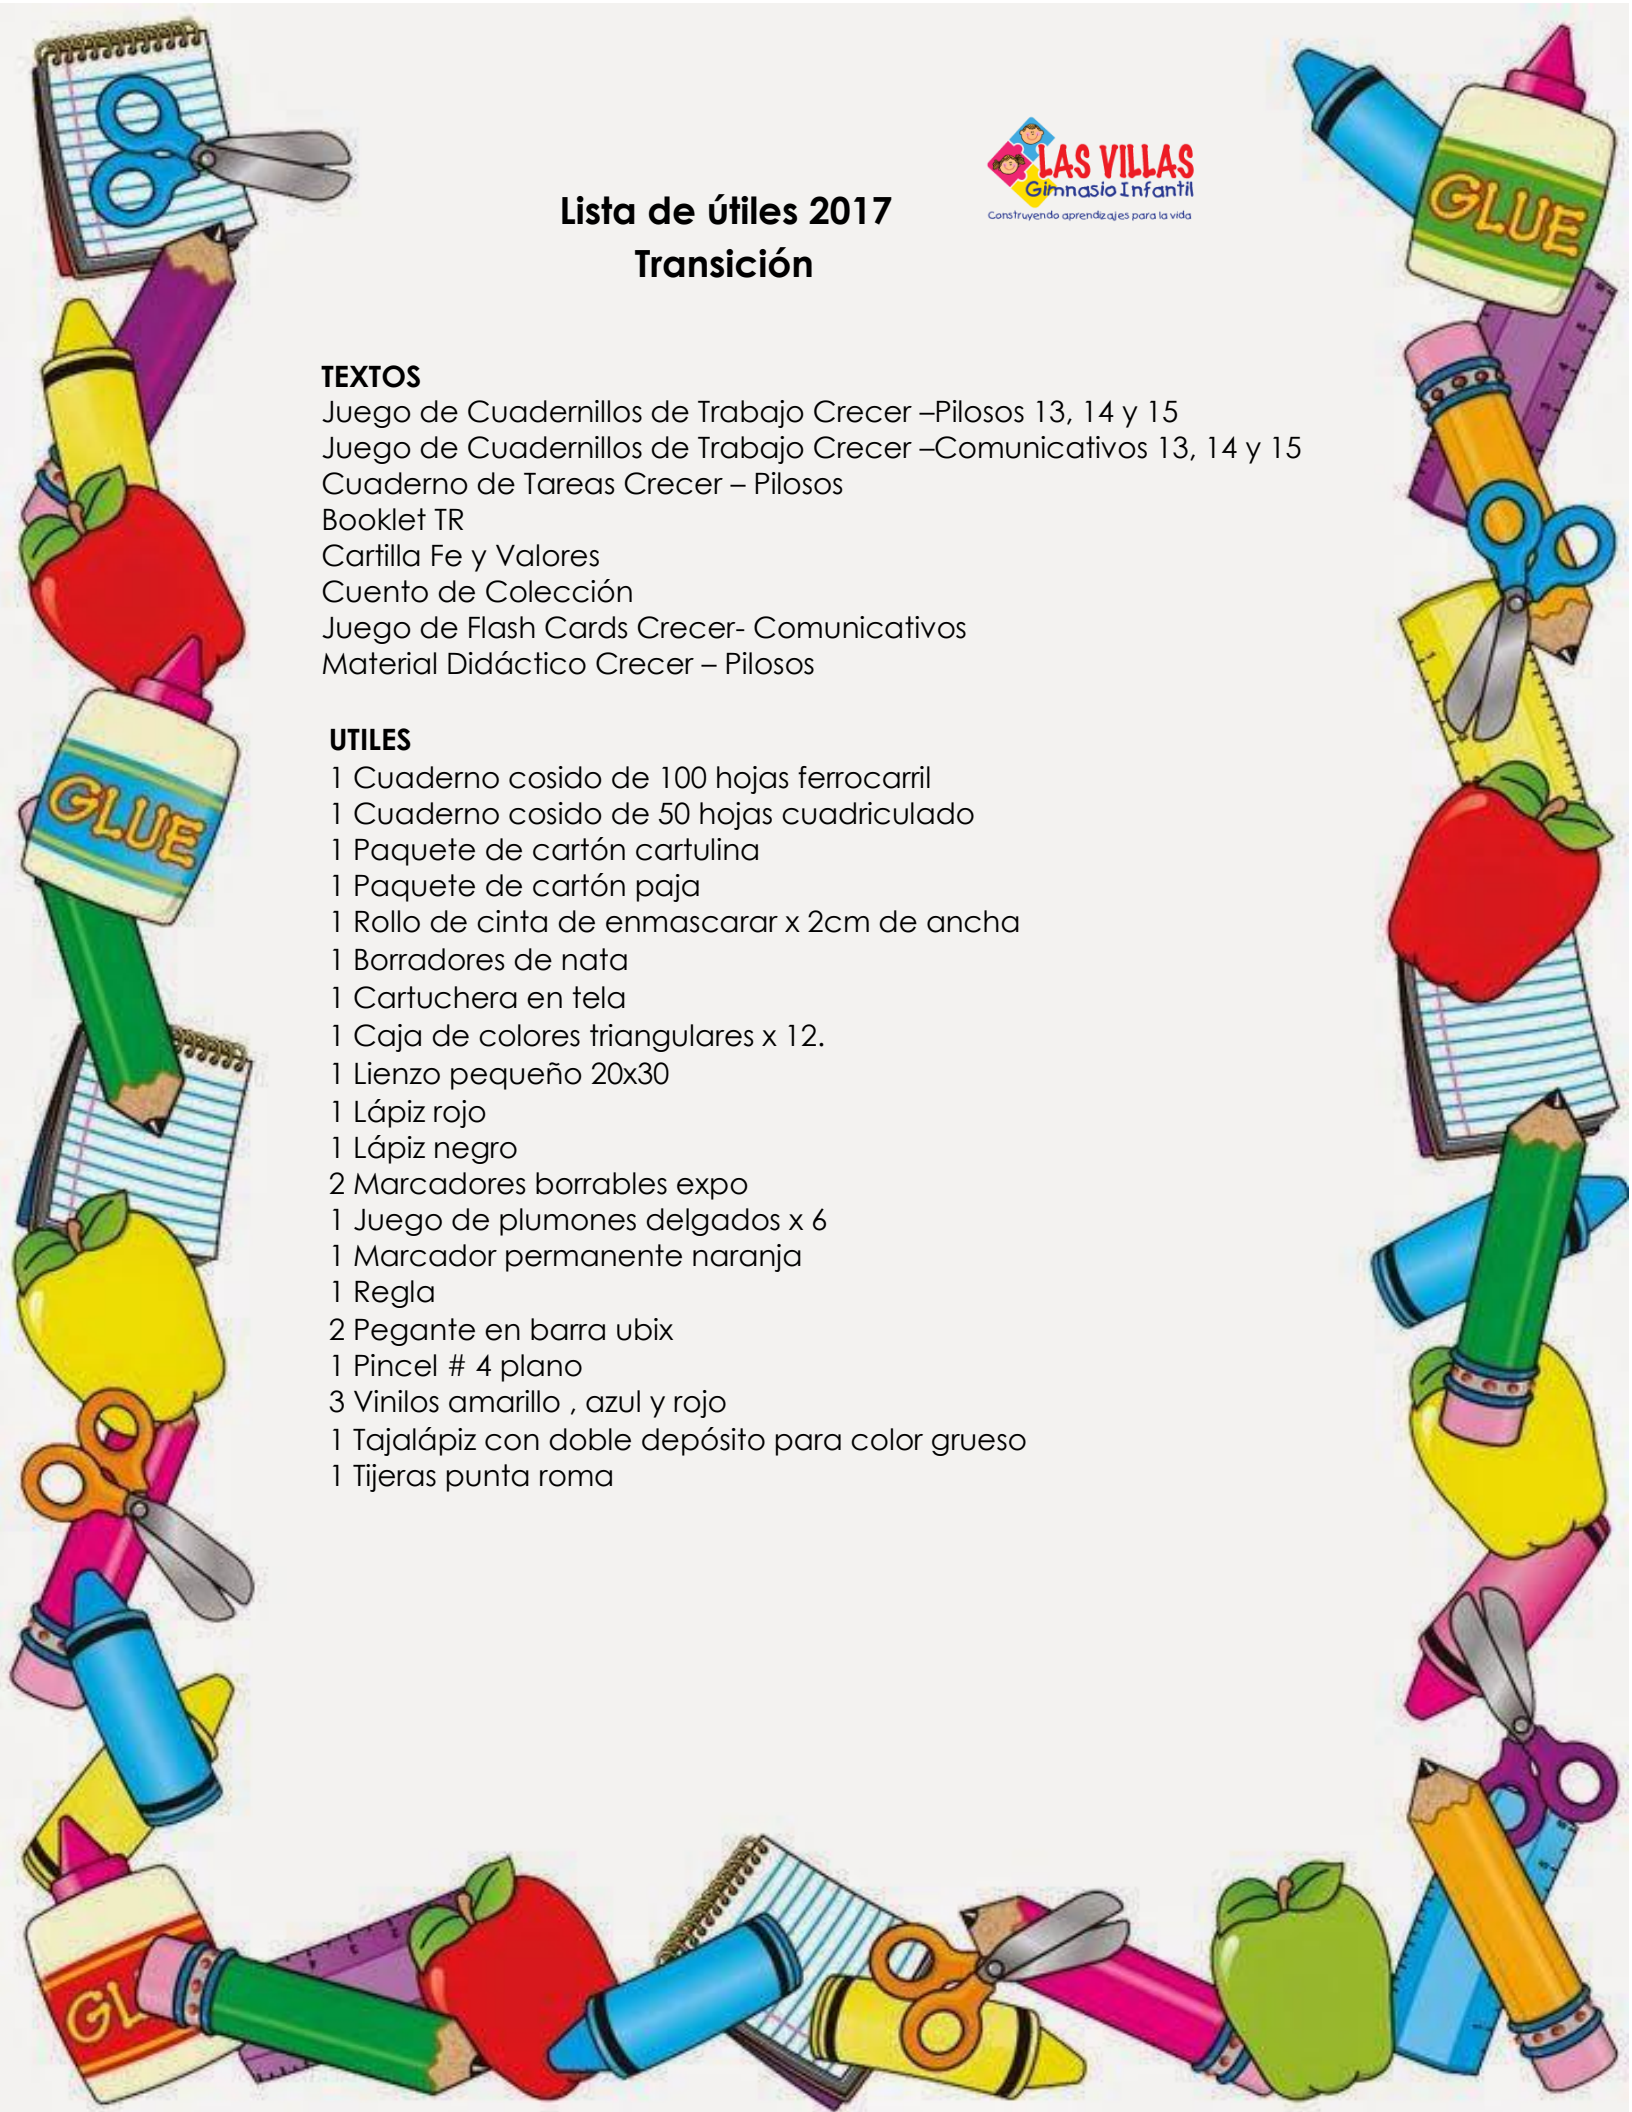 LAS VILLAS
Gimnasio Infantil
Construyendo aprendizajes para la vida
Lista de útiles 2017
Transición
TEXTOS
Juego de Cuadernillos de Trabajo Crecer –Pilosos 13, 14 y 15
Juego de Cuadernillos de Trabajo Crecer –Comunicativos 13, 14 y 15
Cuaderno de Tareas Crecer – Pilosos
Booklet TR
Cartilla Fe y Valores
Cuento de Colección
Juego de Flash Cards Crecer- Comunicativos
Material Didáctico Crecer – Pilosos
UTILES
1 Cuaderno cosido de 100 hojas ferrocarril
1 Cuaderno cosido de 50 hojas cuadriculado
1 Paquete de cartón cartulina
1 Paquete de cartón paja
1 Rollo de cinta de enmascarar x 2cm de ancha
1 Borradores de nata
1 Cartuchera en tela
1 Caja de colores triangulares x 12.
1 Lienzo pequeño 20x30
1 Lápiz rojo
1 Lápiz negro
2 Marcadores borrables expo
1 Juego de plumones delgados x 6
1 Marcador permanente naranja
1 Regla
2 Pegante en barra ubix
1 Pincel # 4 plano
3 Vinilos amarillo , azul y rojo
1 Tajalápiz con doble depósito para color grueso
1 Tijeras punta roma
GLUE
GLUE
GL